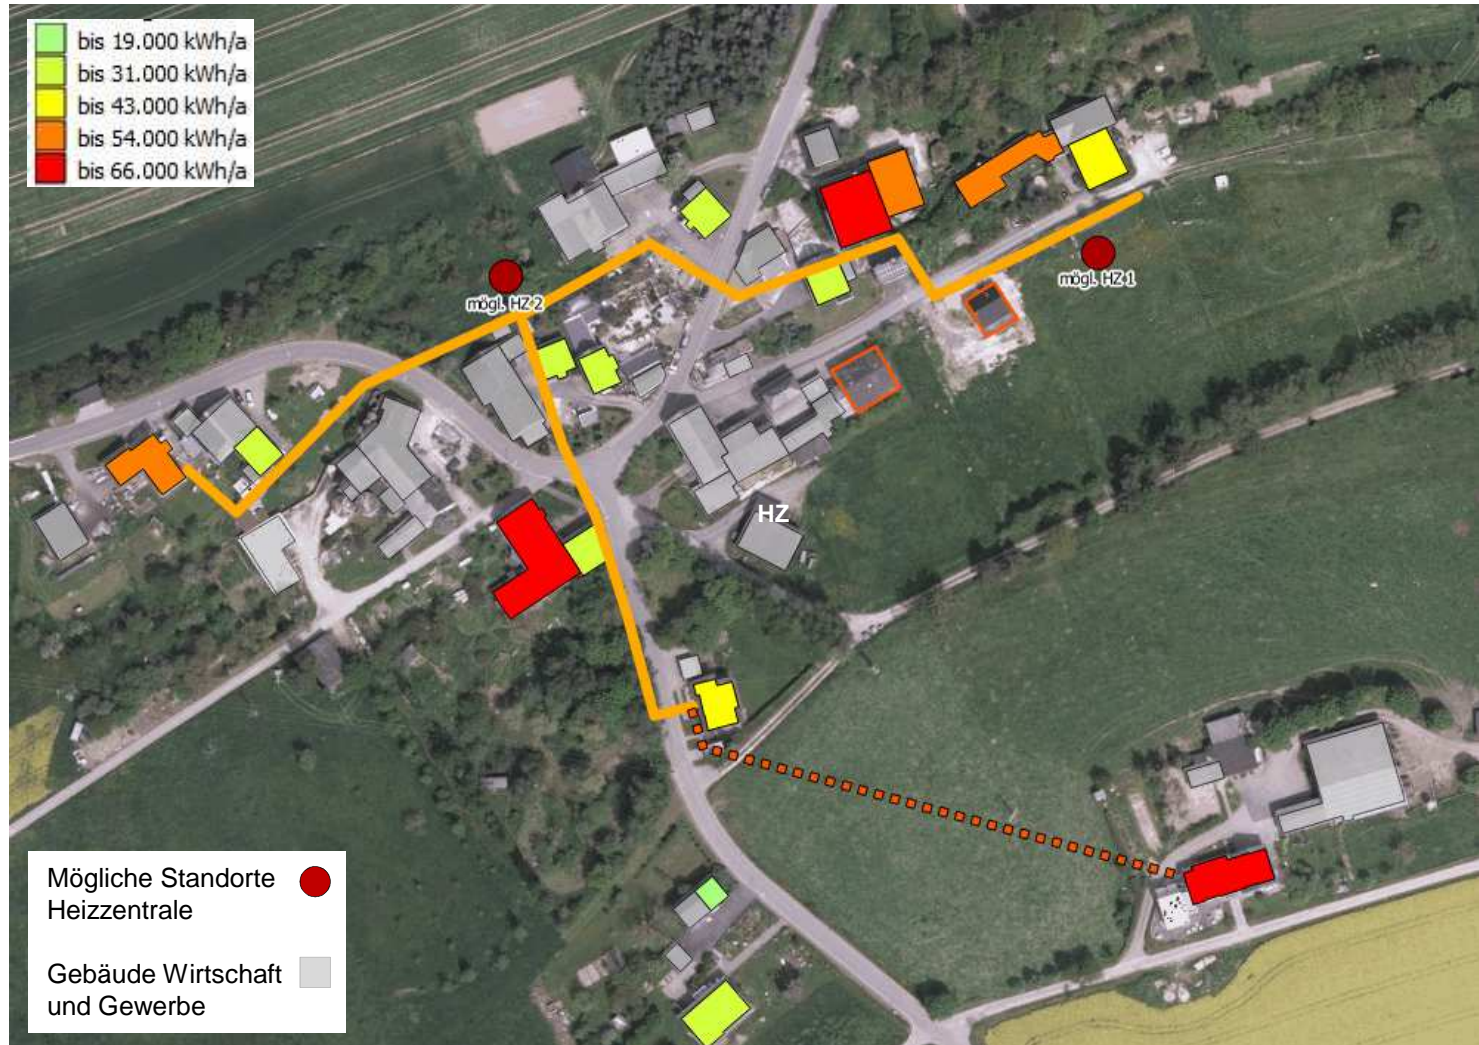 bis 19.000 kWh/a
bis 31.000 kWh/a
bis 43.000 kWh/a
bis 54.000 kWh/a
bis 66.000 kWh/a
mögl. HZ 2
mögl. HZ 1
HZ
Mögliche Standorte
Heizzentrale
Gebäude Wirtschaft
und Gewerbe